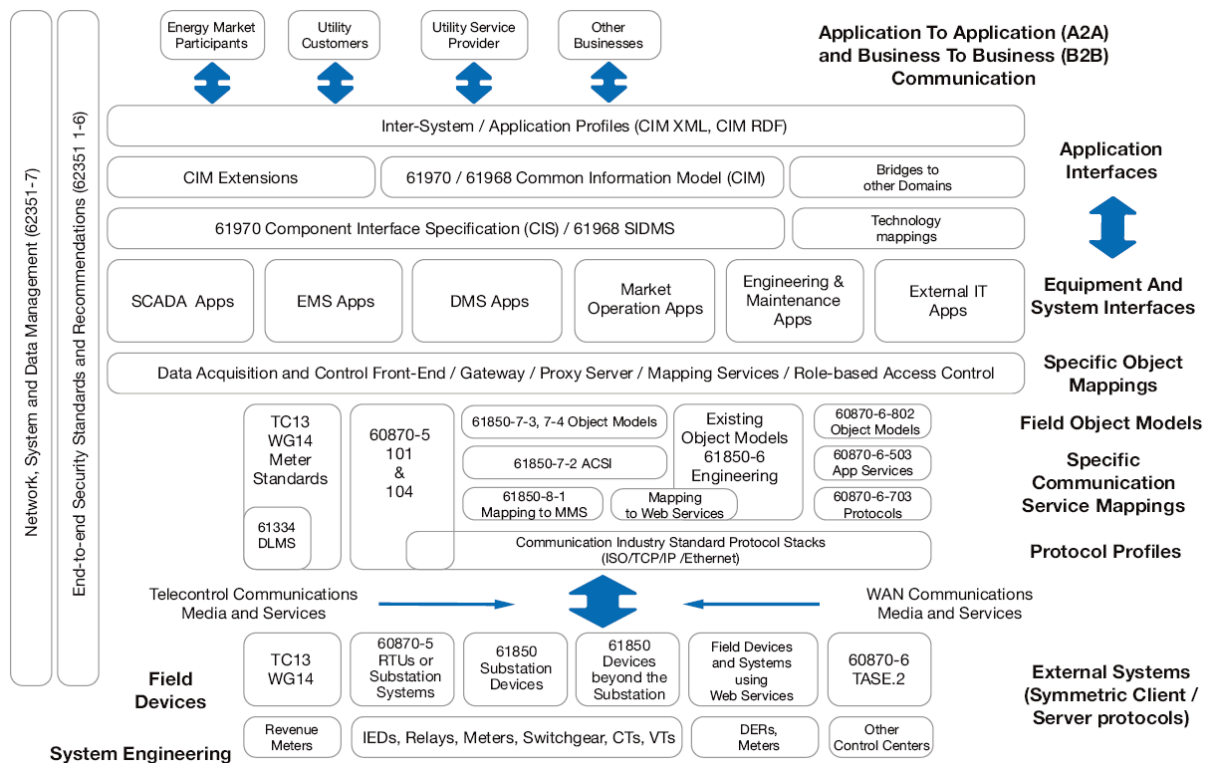 Network, System and Data Management (62351-7)
End-to-end Security Standards and Recommendations (62351 1-6)
Energy Market
Participants
Utility
Customers
Utility Service
Provider
Other
Businesses
Application To Application (A2A)
and Business To Business (B2B)
Communication
Inter-System / Application Profiles (CIM XML, CIM RDF)
CIM Extensions
61970 / 61968 Common Information Model (CIM)
Bridges to
other Domains
Application
Interfaces
61970 Component Interface Specification (CIS) / 61968 SIDMS
Technology
mappings
SCADA Apps
EMS Apps
DMS Apps
Market
Operation Apps
Engineering &
Maintenance
Apps
External IT
Apps
Equipment And
System Interfaces
Data Acquisition and Control Front-End / Gateway / Proxy Server / Mapping Services / Role-based Access Control
Specific Object
Mappings
TC13
WG14
Meter
Standards
61334
DLMS
60870-5
101
&
104
61850-7-3, 7-4 Object Models
61850-7-2 ACSI
61850-8-1
Mapping to MMS
Existing
Object Models
61850-6
Engineering
Mapping
to Web Services
60870-6-802
Object Models
60870-6-503
App Services
60870-6-703
Protocols
Field Object Models
Specific
Communication
Service Mappings
Communication Industry Standard Protocol Stacks
(ISO/TCP/IP /Ethernet)
Protocol Profiles
Telecontrol Communications
Media and Services
WAN Communications
Media and Services
Field
Devices
TC13
WG14
60870-5
RTUs or
Substation
Systems
61850
Substation
Devices
61850
Devices
beyond the
Substation
Field Devices
and Systems
using
Web Services
60870-6
TASE.2
External Systems
(Symmetric Client /
Server protocols)
System Engineering
Revenue
Meters
IEDs, Relays, Meters, Switchgear, CTs, VTs
DERs,
Meters
Other
Control Centers